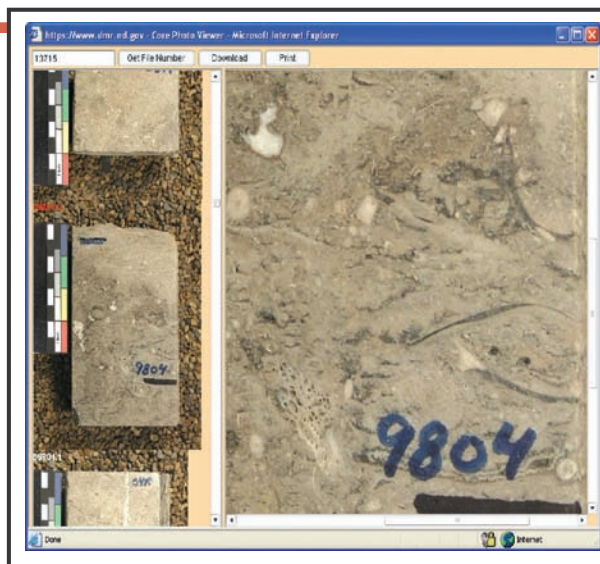 https://www.dmr.nd.gov - Core Photo Viewer - Microsoft Internet Explorer
13715
Get File Number
Download
Print
9804
9804
Done
Internet